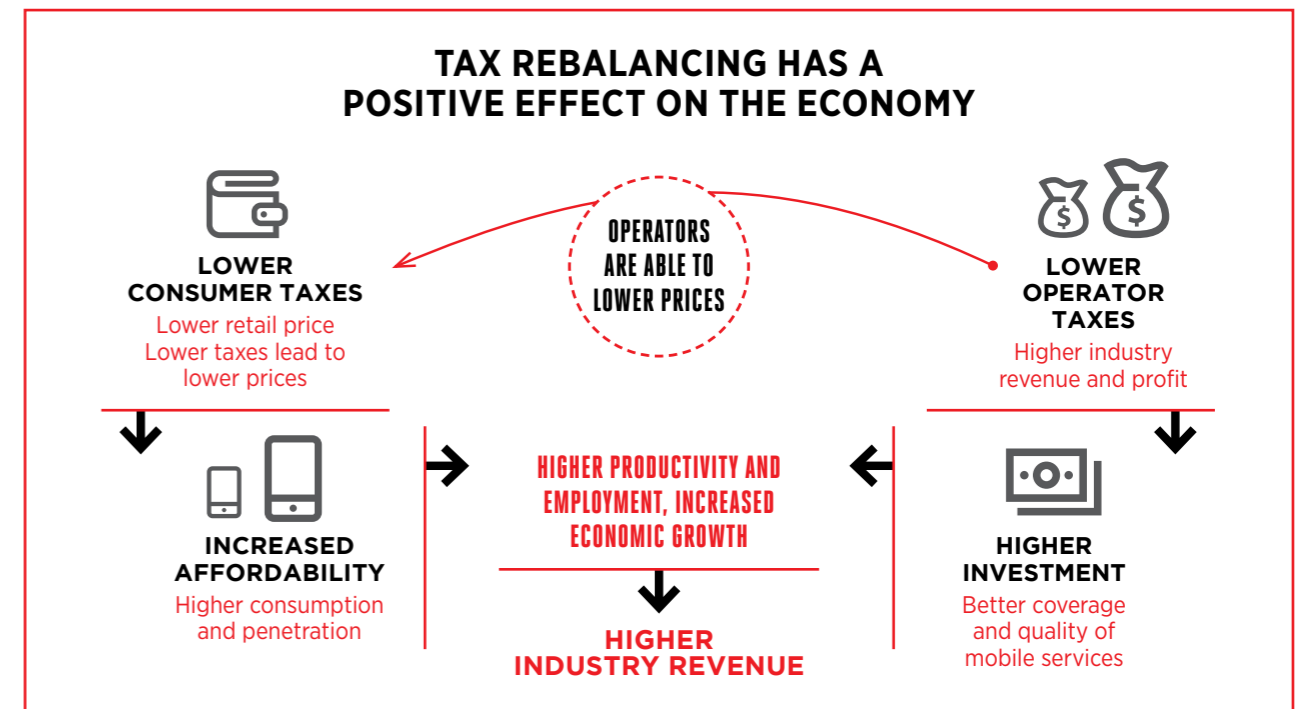 TAX REBALANCING HAS A
POSITIVE EFFECT ON THE ECONOMY
LOWER
CONSUMER TAXES
Lower retail price
Lower taxes lead to
lower prices
OPERATORS
ARE ABLE TO
LOWER PRICES
$ $
LOWER
OPERATOR
TAXES
Higher industry
revenue and profit
INCREASED
AFFORDABILITY
Higher consumption
and penetration
HIGHER PRODUCTIVITY AND
EMPLOYMENT, INCREASED
ECONOMIC GROWTH
HIGHER
INDUSTRY REVENUE
HIGHER
INVESTMENT
Better coverage
and quality of
mobile services